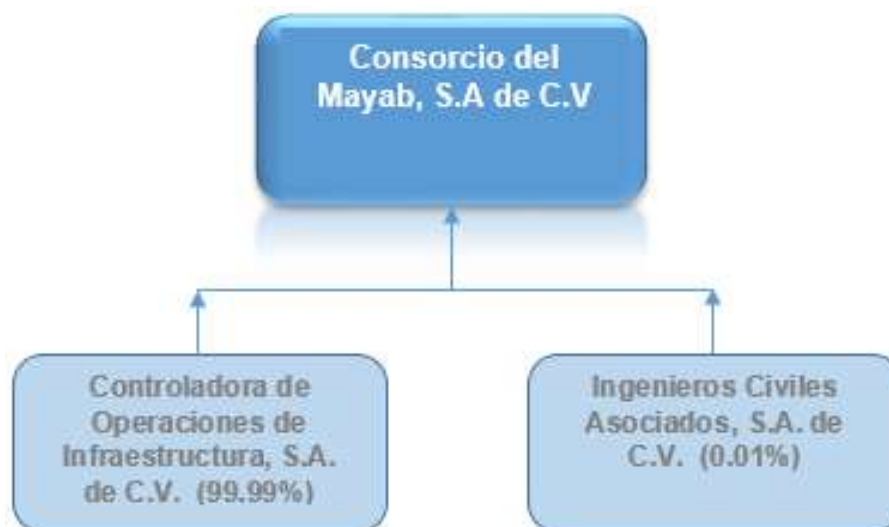 Consorcio del
Mayab, S.A de C.V
Controladora de
Operaciones de
Infraestructura, S.A.
de C.V. (99.99%)
Ingenieros Civiles
Asociados, S.A. de
C.V. (0.01%)